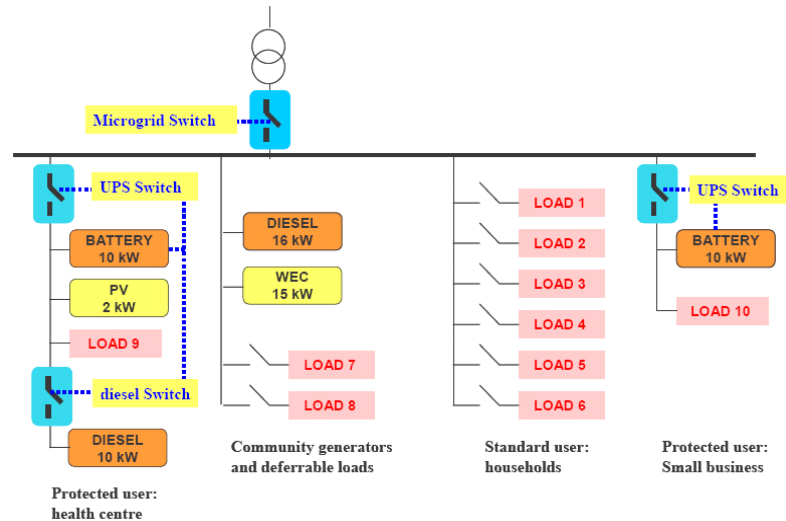 Microgrid Switch
UPS Switch
BATTERY
10 kW
PV
2 kW
LOAD 9
diesel Switch
DIESEL
10 kW
Protected user:
health centre
DIESEL
16 kW
WEC
15 kW
LOAD 7
LOAD 8
Community generators
and deferrable loads
LOAD 1
LOAD 2
LOAD 3
LOAD 4
LOAD 5
LOAD 6
Standard user:
households
UPS Switch
BATTERY
10 kW
LOAD 10
Protected user:
Small business